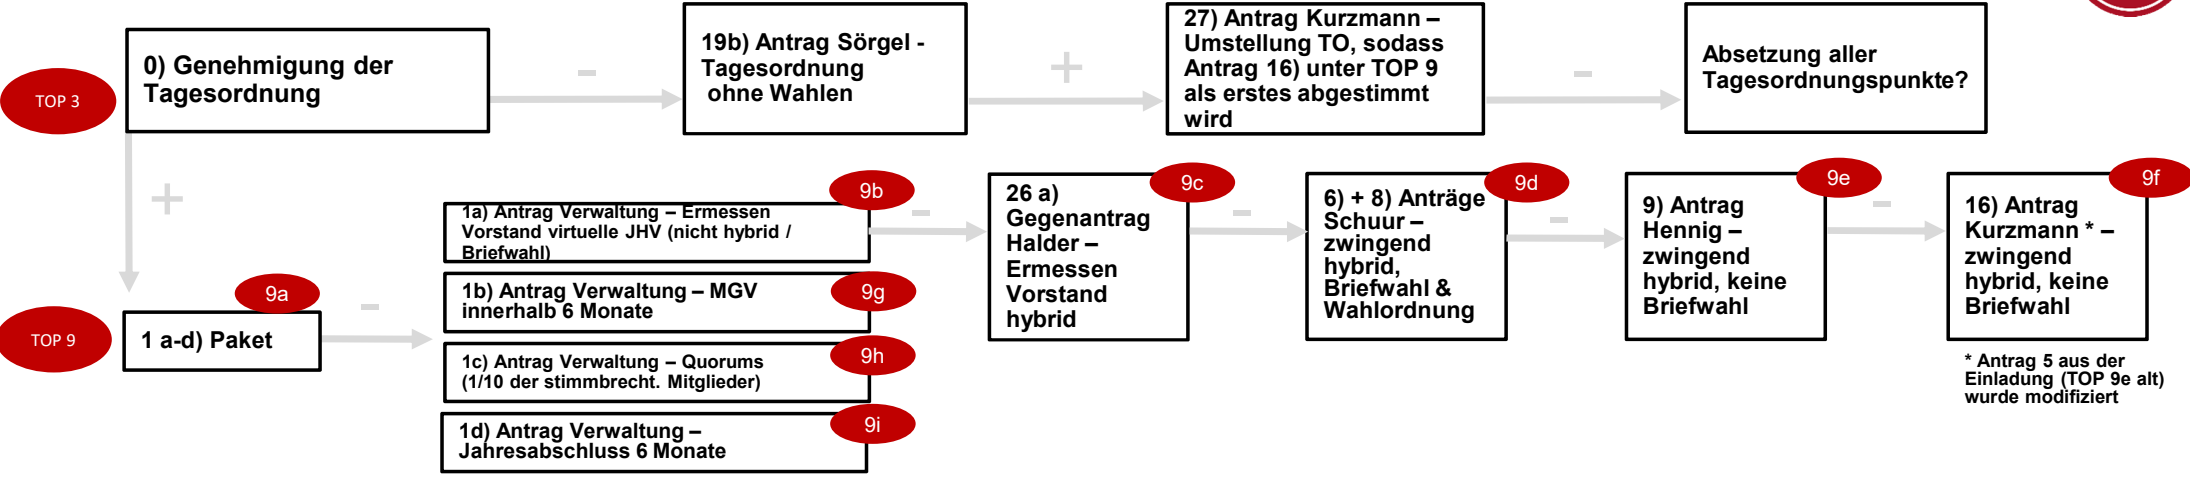 TOP 3
0) Genehmigung der
Tagesordnung
-
19b) Antrag Sörgel -
Tagesordnung
ohne Wahlen
+
27) Antrag Kurzmann –
Umstellung TO, sodass
Antrag 16) unter TOP 9
als erstes abgestimmt
wird
-
Absetzung aller
Tagesordnungspunkte?
+
TOP 9
9a
1 a-d) Paket
-
9b
1a) Antrag Verwaltung – Ermessen
Vorstand virtuelle JHV (nicht hybrid /
Briefwahl)
9g
1b) Antrag Verwaltung – MGV
innerhalb 6 Monate
9h
1c) Antrag Verwaltung – Quorums
(1/10 der stimmbrecht. Mitglieder)
9i
1d) Antrag Verwaltung –
Jahresabschluss 6 Monate
-
9c
26 a)
Gegenantrag
Halder –
Ermessen
Vorstand
hybrid
-
9d
6) + 8) Anträge
Schuur –
zwingend
hybrid,
Briefwahl &
Wahlordnung
-
9e
9) Antrag
Hennig –
zwingend
hybrid, keine
Briefwahl
-
9f
16) Antrag
Kurzmann * –
zwingend
hybrid, keine
Briefwahl
* Antrag 5 aus der
Einladung (TOP 9e alt)
wurde modifiziert